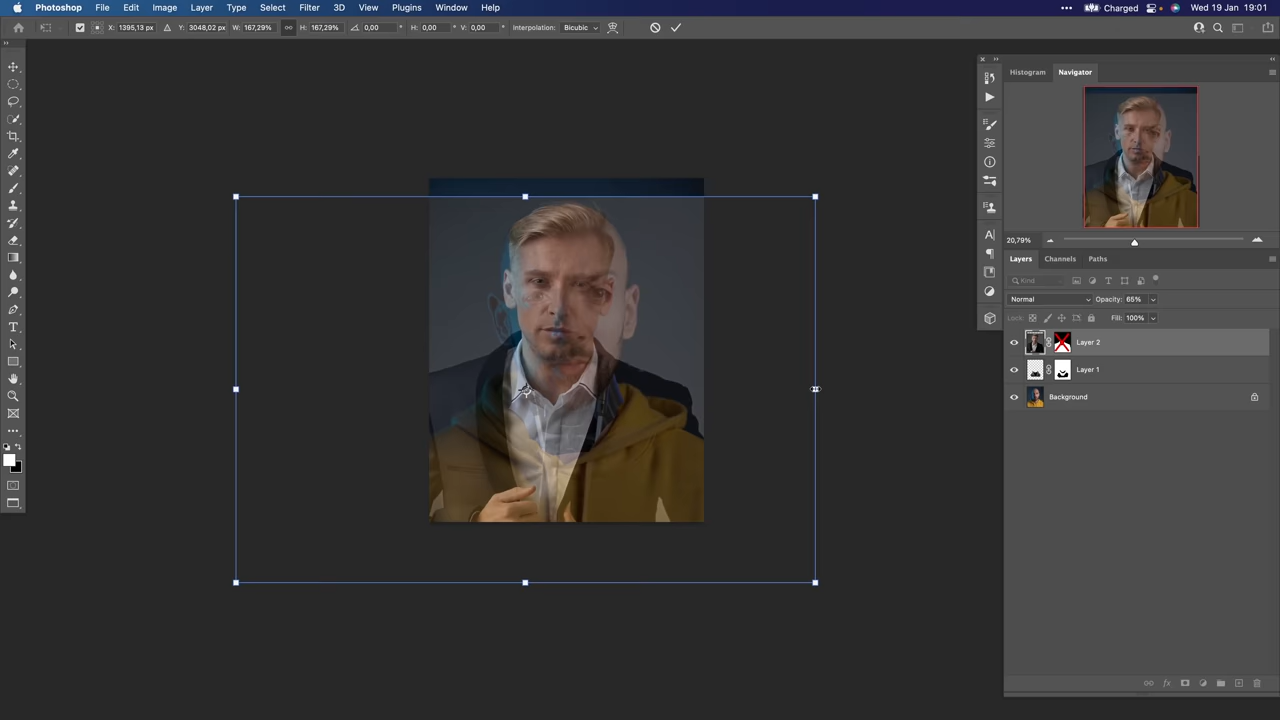 Photoshop File Edit Image Layer Type Select Filter 3D View Plugins Window Help Charged Wed 19 Jan 19:01
X: 1395,13 px Y: 3048,02 px W: 167,29% H: 167,29% 0,00 ° H: 0,00 ° V: 0,00 ° Interpolation: Bicubic
Histogram Navigator
20,79%
Layers Channels Paths
Kind
Normal Opacity: 65%
Lock: Fill: 100%
Layer 2
Layer 1
Background